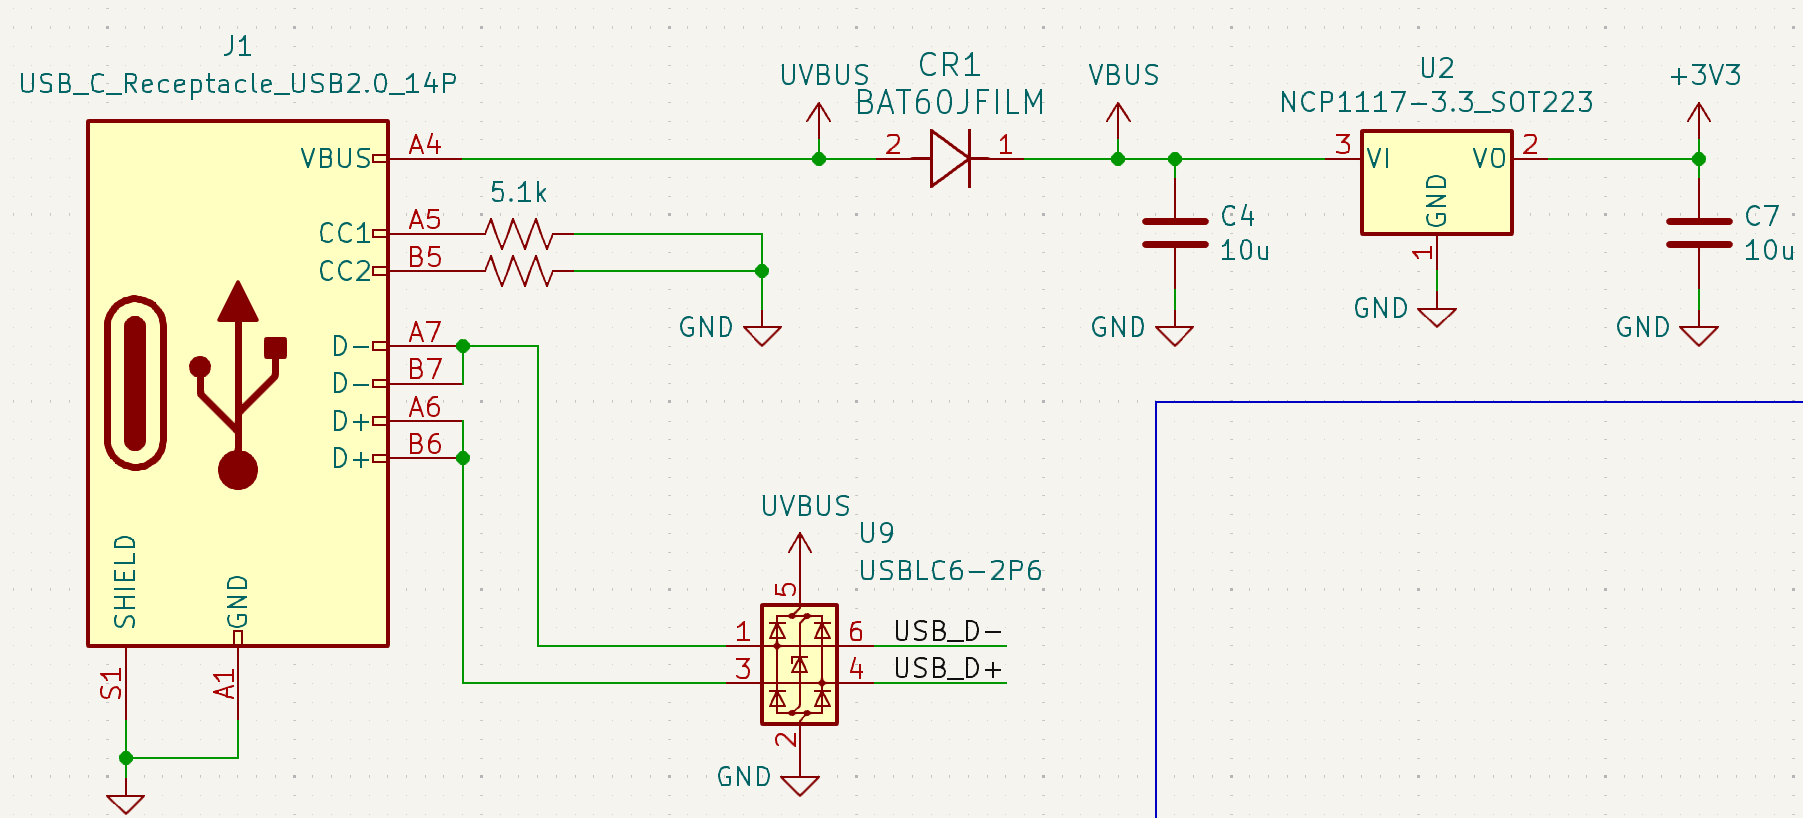 J1
USB_C_Receptacle_USB2.0_14P
VBUS
A4
CC1
A5
CC2
B5
5.1k
D-
A7
D-
B7
D+
A6
D+
B6
SHIELD
GND
S1
A1
GND
UVBUS
CR1
BAT60JFILM
2
1
VBUS
C4
10u
GND
U2
NCP1117-3.3_SOT223
3
VI
VO
2
GND
1
GND
+3V3
C7
10u
GND
UVBUS
U9
USBLC6-2P6
5
1
6
USB_D-
3
4
USB_D+
2
GND